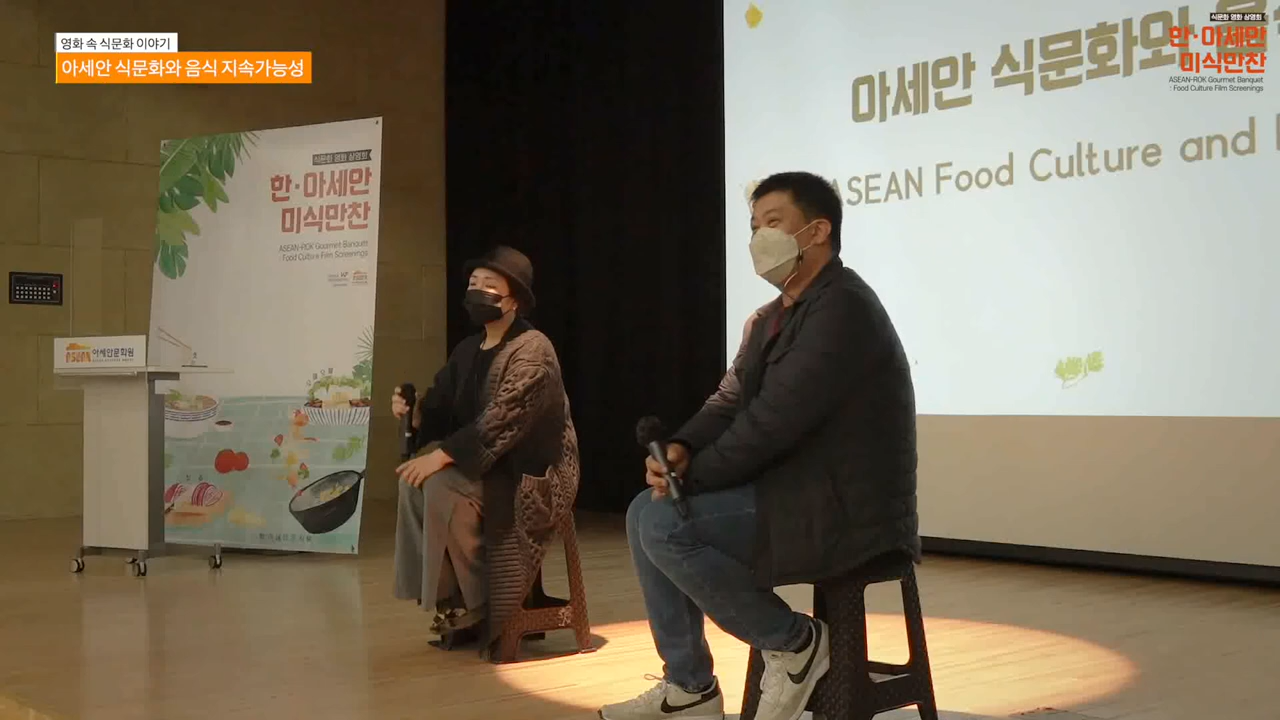 영화 속 식문화 이야기
아세안 식문화와 음식 지속가능성
식문화 영화 상영회
한·아세안
미식만찬
ASEAN-ROK Gourmet Banquet
: Food Culture Film Screenings
아세안 식문화와
ASEAN Food Culture and
식문화 영화 상영회
한·아세안
미식만찬
ASEAN-ROK Gourmet Banquet
Food Culture Film Screenings
아세안문화원